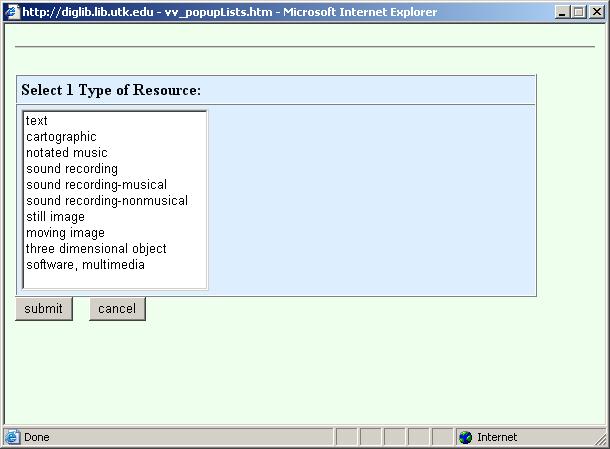 http://diglib.lib.utk.edu - vv_popupLists.htm - Microsoft Internet Explorer
Select 1 Type of Resource:
text
cartographic
notated music
sound recording
sound recording-musical
sound recording-nonmusical
still image
moving image
three dimensional object
software, multimedia
submit cancel
Done Internet